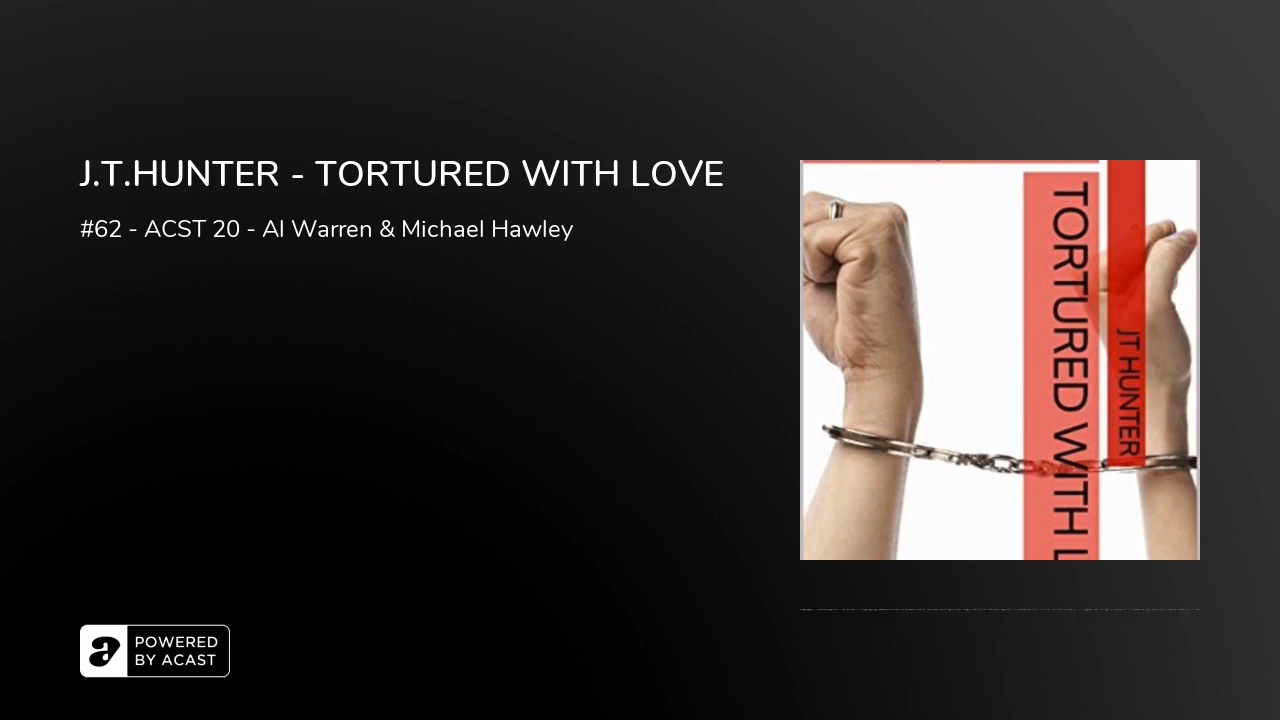 J.T.HUNTER - TORTURED WITH LOVE
#62 - ACST 20 - Al Warren & Michael Hawley
TORTURED WITH L
JT HUNTER
POWERED
BY ACAST